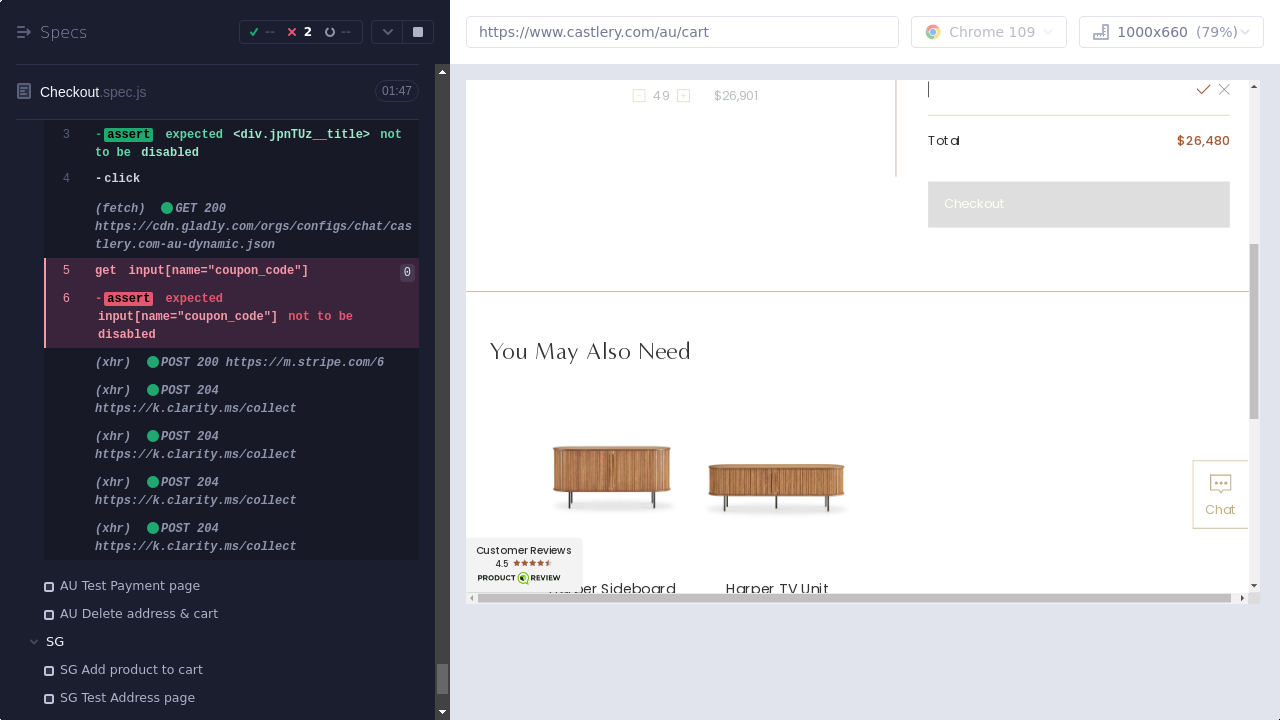 Specs
--
2
--
https://www.castlery.com/au/cart
Chrome 109
1000x660 (79%)
Checkout.spec.js
01:47
3 -assert expected <div.jpnTUz__title> not
to be disabled
4 -click
(fetch) GET 200
https://cdn.gladly.com/orgs/configs/chat/cas
tlery.com-au-dynamic.json
5 get input[name="coupon_code"] 0
6 -assert expected
input[name="coupon_code"] not to be
disabled
(xhr) POST 200 https://m.stripe.com/6
(xhr) POST 204
https://k.clarity.ms/collect
(xhr) POST 204
https://k.clarity.ms/collect
(xhr) POST 204
https://k.clarity.ms/collect
(xhr) POST 204
https://k.clarity.ms/collect
AU Test Payment page
AU Delete address & cart
SG
SG Add product to cart
SG Test Address page
49
$26,901
Total
$26,480
Checkout
You May Also Need
Chat
Customer Reviews
4.5
PRODUCT REVIEW
Harper Sideboard
Harper TV Unit